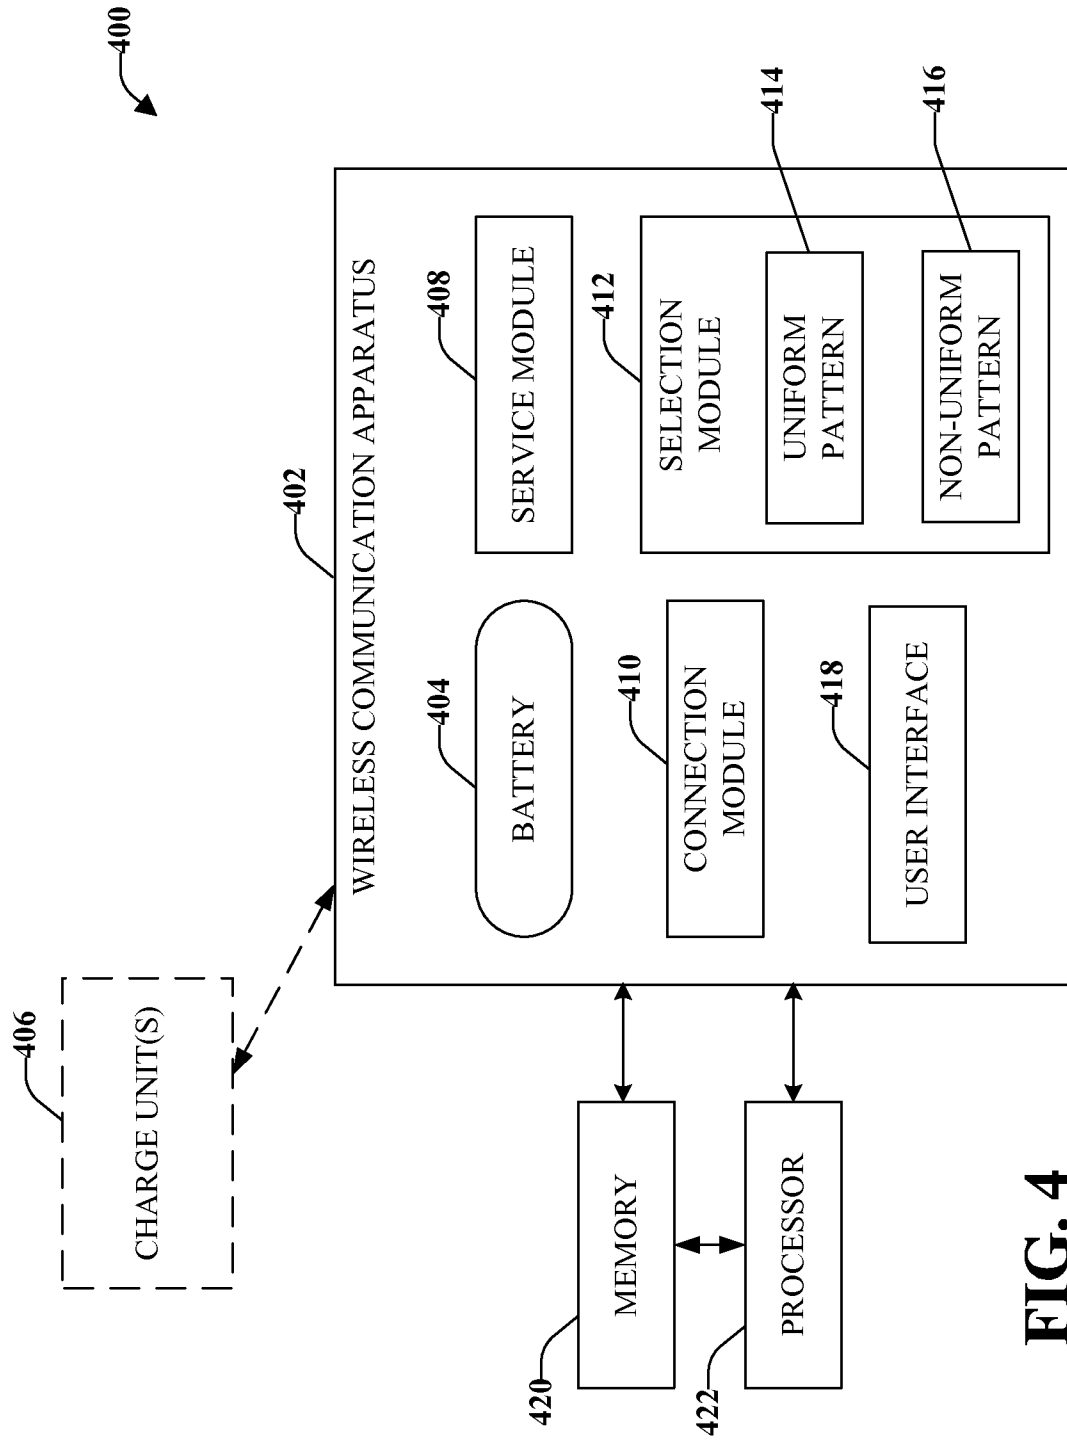 400
406
CHARGE UNIT(S)
402
WIRELESS COMMUNICATION APPARATUS
404
BATTERY
408
SERVICE MODULE
420
MEMORY
410
CONNECTION
MODULE
412
SELECTION
MODULE
414
UNIFORM
PATTERN
422
PROCESSOR
418
USER INTERFACE
416
NON-UNIFORM
PATTERN
FIG. 4